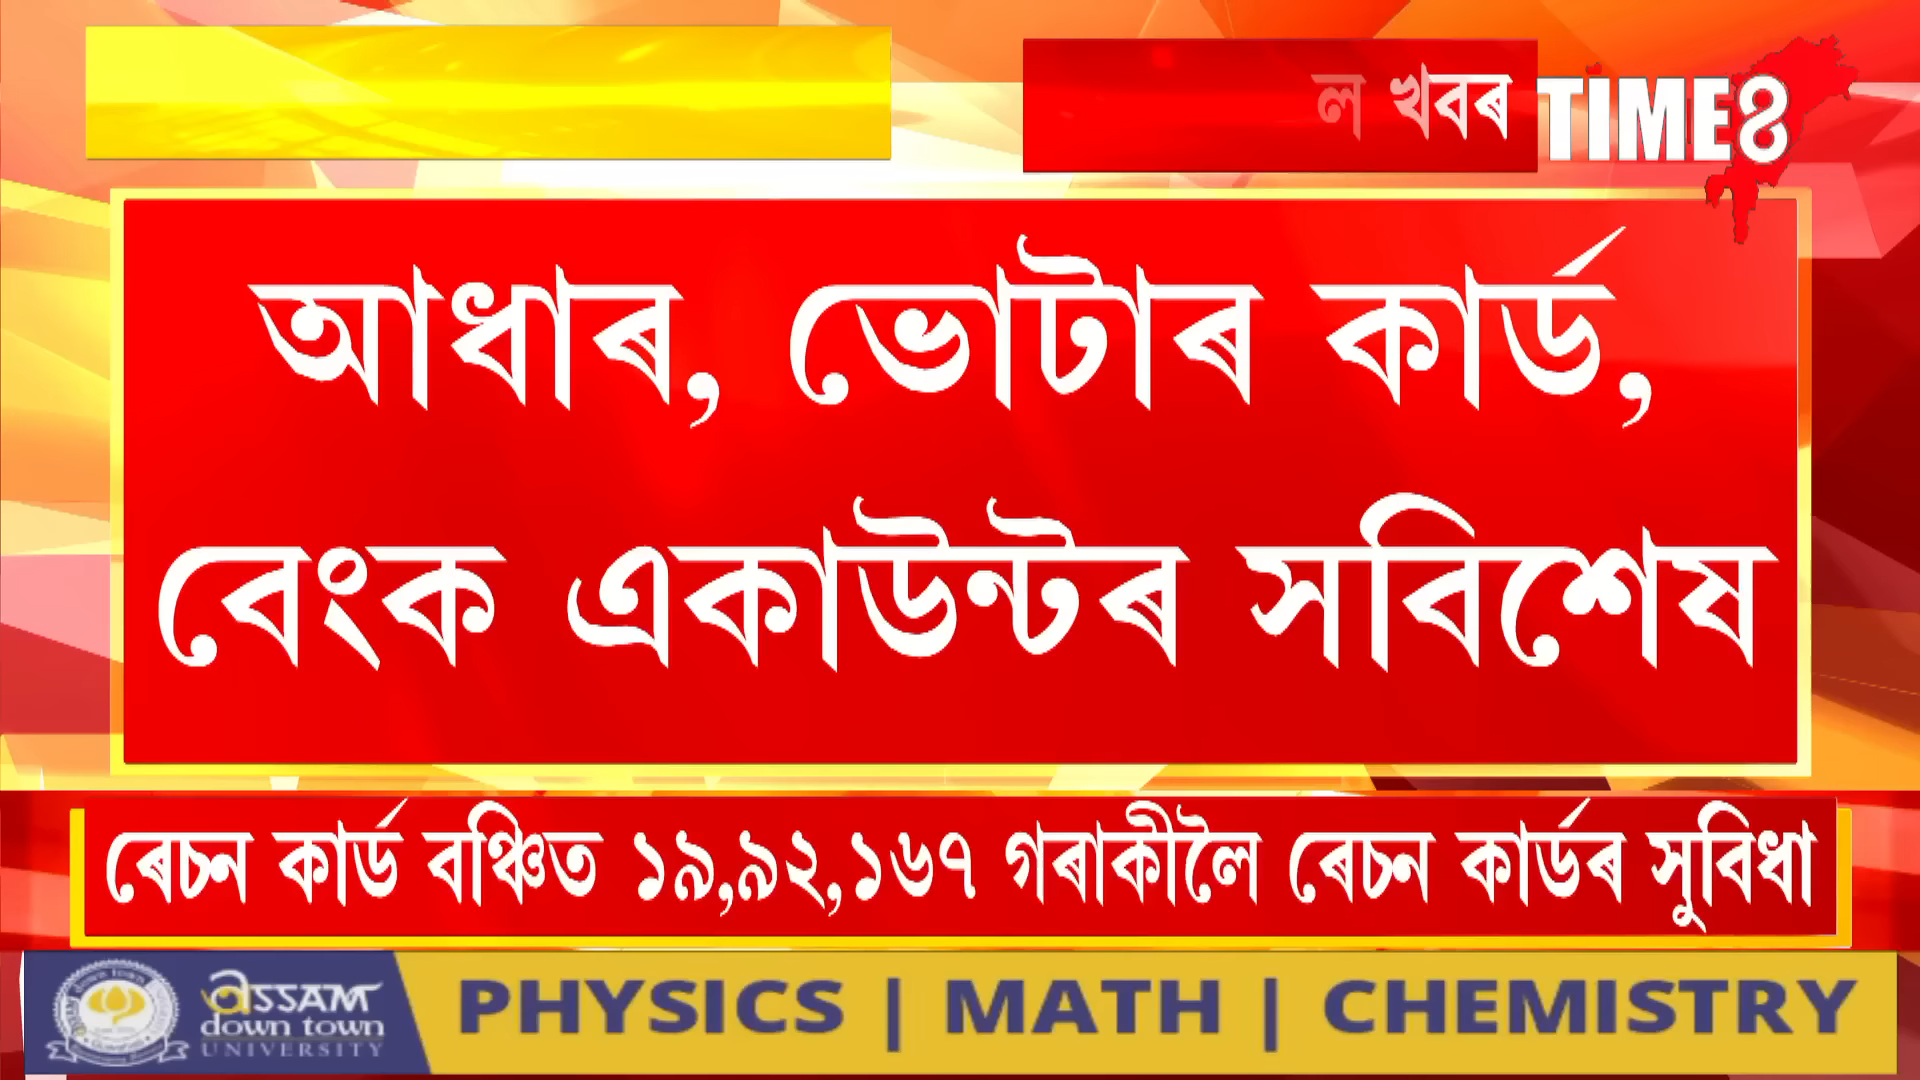 খবৰ
TIME8
আধাৰ, ভোটাৰ কাৰ্ড,
বেংক একাউন্টৰ সবিশেষ
ৰেচন কাৰ্ড বঞ্চিত ১৯,৯২,১৬৭ গৰাকীলৈ ৰেচন কাৰ্ডৰ সুবিধা
assam
down town
UNIVERSITY
PHYSICS | MATH | CHEMISTRY